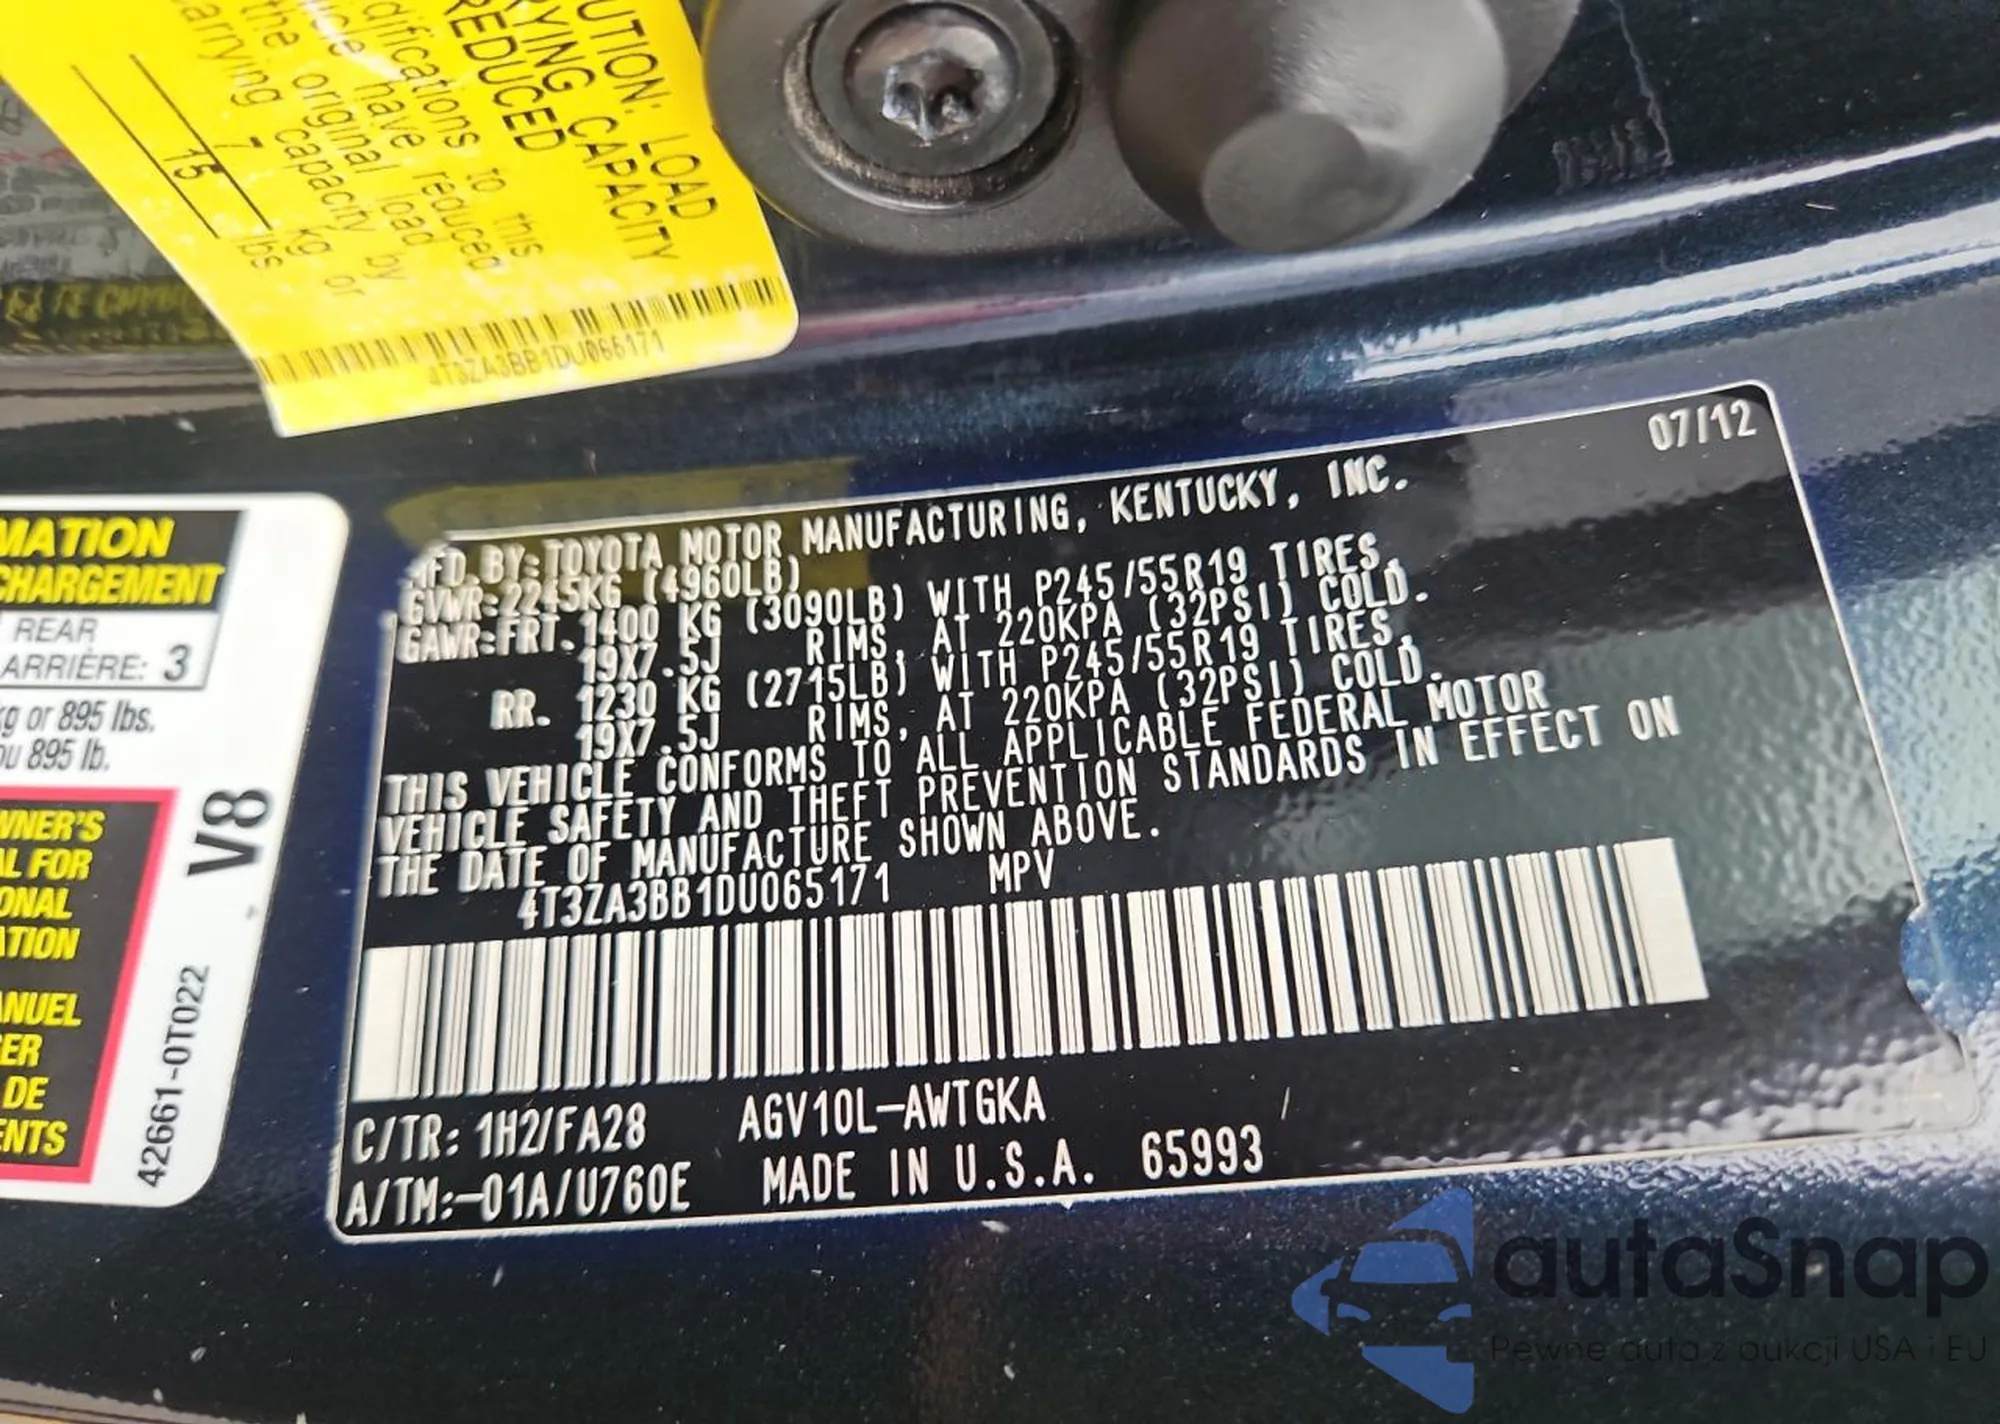 UTION: LOAD
RYING CAPACITY
REDUCED
difications to this
icle have reduced
the original load
carrying capacity by
7 kg or
15 lbs
4T3ZA3BB1DU065171
MATION
CHARGEMENT
REAR
ARRIÈRE: 3
kg or 895 lbs.
ou 895 lb.
V8
WNER'S
AL FOR
ONAL
ATION
ANUEL
ER
DE
ENTS
42661-0T022
07/12
MFD.BY:TOYOTA MOTOR MANUFACTURING, KENTUCKY, INC.
GVWR:2245KG (4960LB)
GAWR:FRT. 1400 KG (3090LB) WITH P245/55R19 TIRES,
19X7.5J RIMS, AT 220KPA (32PSI) COLD.
RR. 1230 KG (2715LB) WITH P245/55R19 TIRES,
19X7.5J RIMS, AT 220KPA (32PSI) COLD.
THIS VEHICLE CONFORMS TO ALL APPLICABLE FEDERAL MOTOR
VEHICLE SAFETY AND THEFT PREVENTION STANDARDS IN EFFECT ON
THE DATE OF MANUFACTURE SHOWN ABOVE.
4T3ZA3BB1DU065171 MPV
C/TR: 1H2/FA28 AGV10L-AWTGKA
A/TM:-01A/U760E MADE IN U.S.A. 65993
autaSnap
Pewne auta z aukcji USA i EU